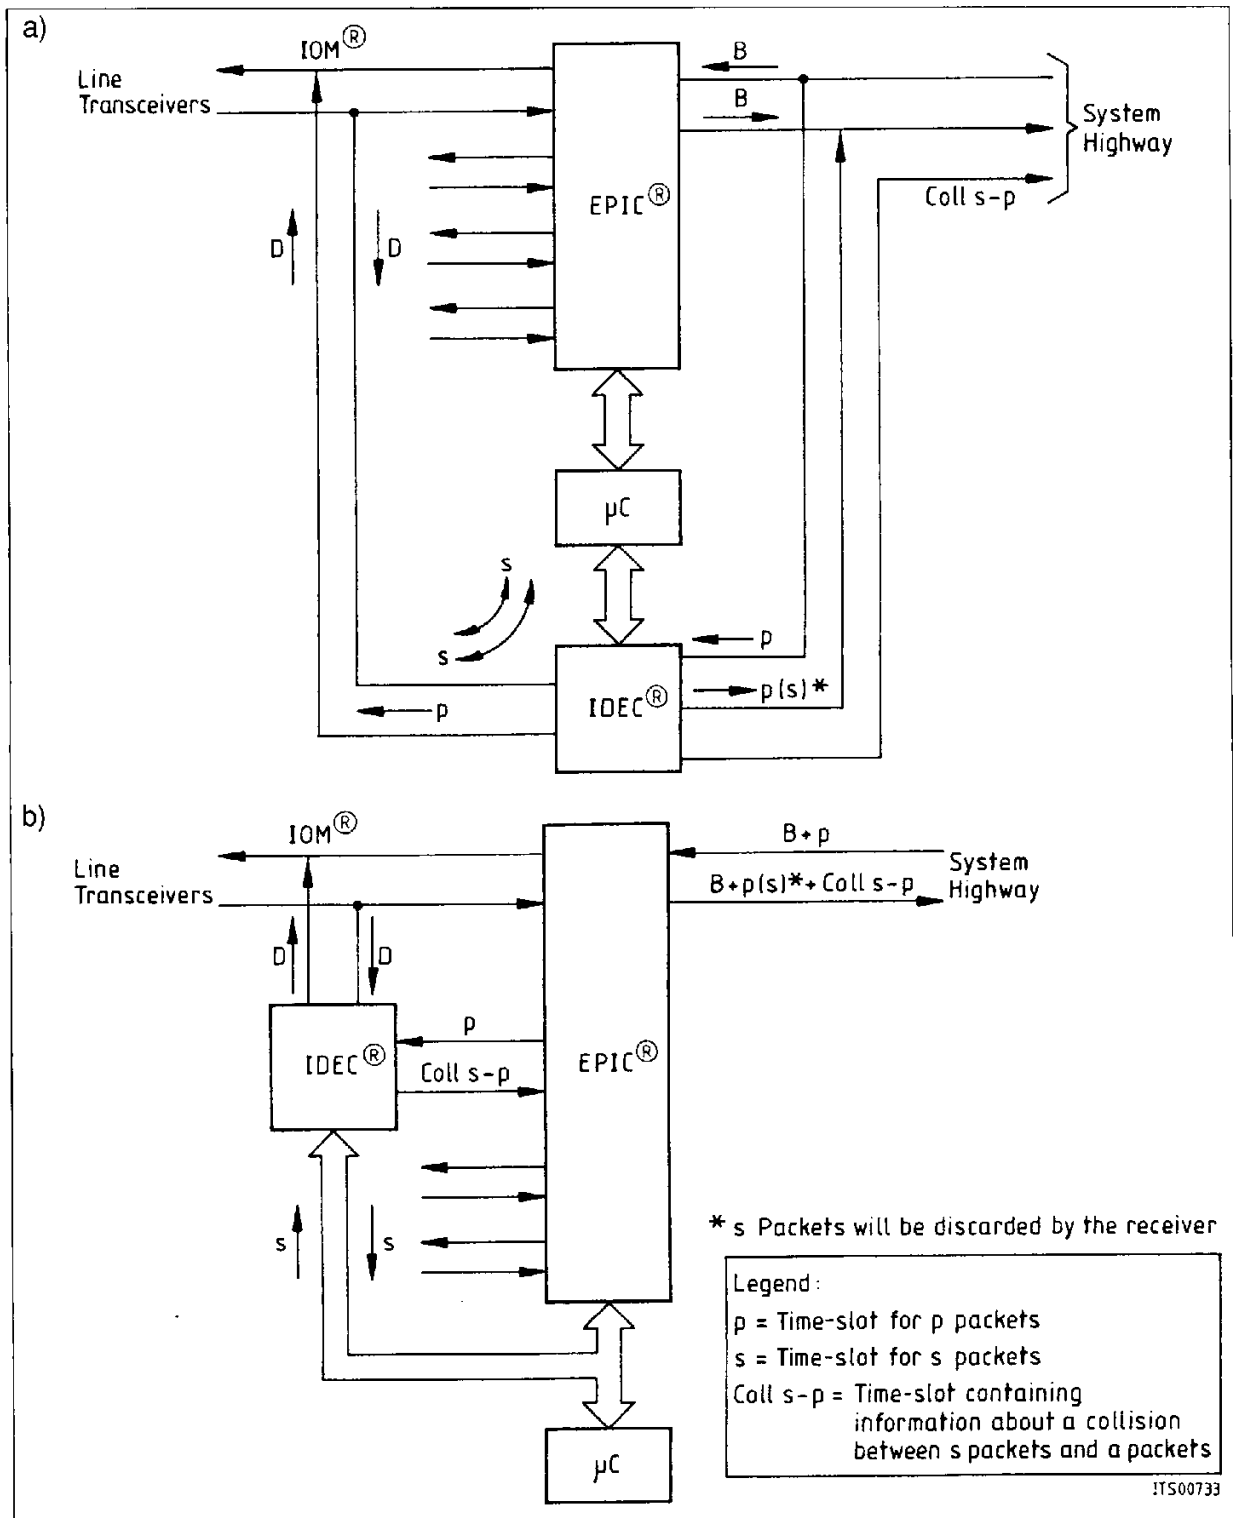 a)
IOM®
Line
Transceivers
B
B
System
Highway
Coll s-p
EPIC®
D
D
µC
s
s
p
p(s)*
p
IDEC®
b)
IOM®
Line
Transceivers
B+p
System
Highway
B+p(s)*+Coll s-p
D
D
p
IDEC®
Coll s-p
EPIC®
s
s
* s Packets will be discarded by the receiver
Legend:
p = Time-slot for p packets
s = Time-slot for s packets
Coll s-p = Time-slot containing
information about a collision
between s packets and a packets
µC
ITS00733